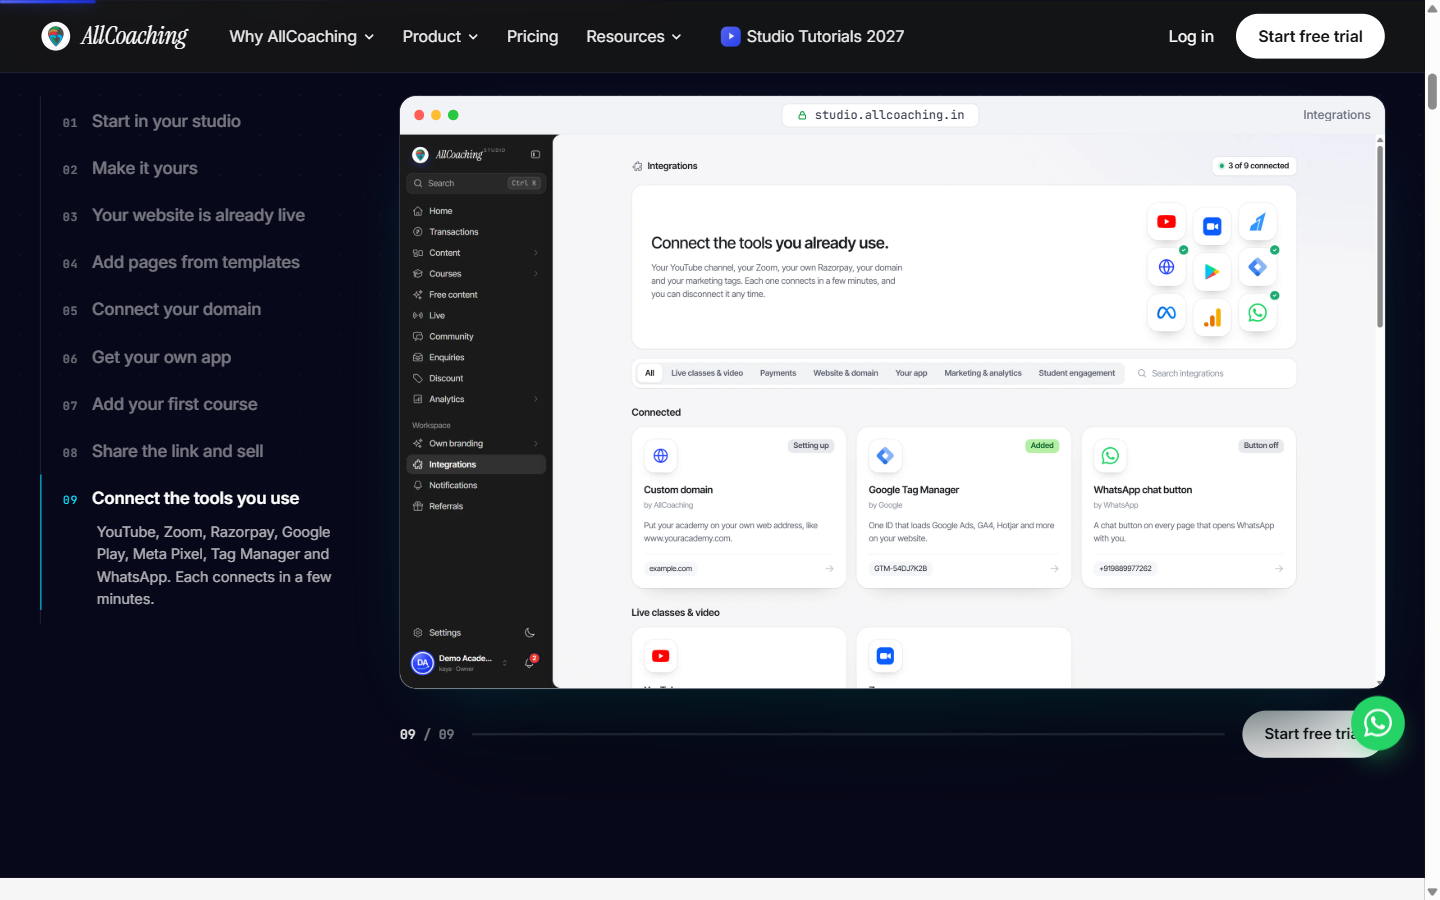 AllCoaching
Why AllCoaching
Product
Pricing
Resources
Studio Tutorials 2027
Log in
Start free trial
01 Start in your studio
02 Make it yours
03 Your website is already live
04 Add pages from templates
05 Connect your domain
06 Get your own app
07 Add your first course
08 Share the link and sell
09 Connect the tools you use
YouTube, Zoom, Razorpay, Google
Play, Meta Pixel, Tag Manager and
WhatsApp. Each connects in a few
minutes.
studio.allcoaching.in
Integrations
AllCoaching STUDIO
Search Ctrl K
Home
Transactions
Content
Courses
Free content
Live
Community
Enquiries
Discount
Analytics
Workspace
Own branding
Integrations
Notifications
Referrals
Settings
DA
Demo Acade...
keya · Owner
2
Integrations
3 of 9 connected
Connect the tools you already use.
Your YouTube channel, your Zoom, your own Razorpay, your domain
and your marketing tags. Each one connects in a few minutes, and
you can disconnect it any time.
All
Live classes & video
Payments
Website & domain
Your app
Marketing & analytics
Student engagement
Search integrations
Connected
Setting up
Custom domain
by AllCoaching
Put your academy on your own web address, like
www.youracademy.com.
example.com
Added
Google Tag Manager
by Google
One ID that loads Google Ads, GA4, Hotjar and more
on your website.
GTM-54DJ7K2B
Button off
WhatsApp chat button
by WhatsApp
A chat button on every page that opens WhatsApp
with you.
+919889977262
Live classes & video
09 / 09
Start free tria